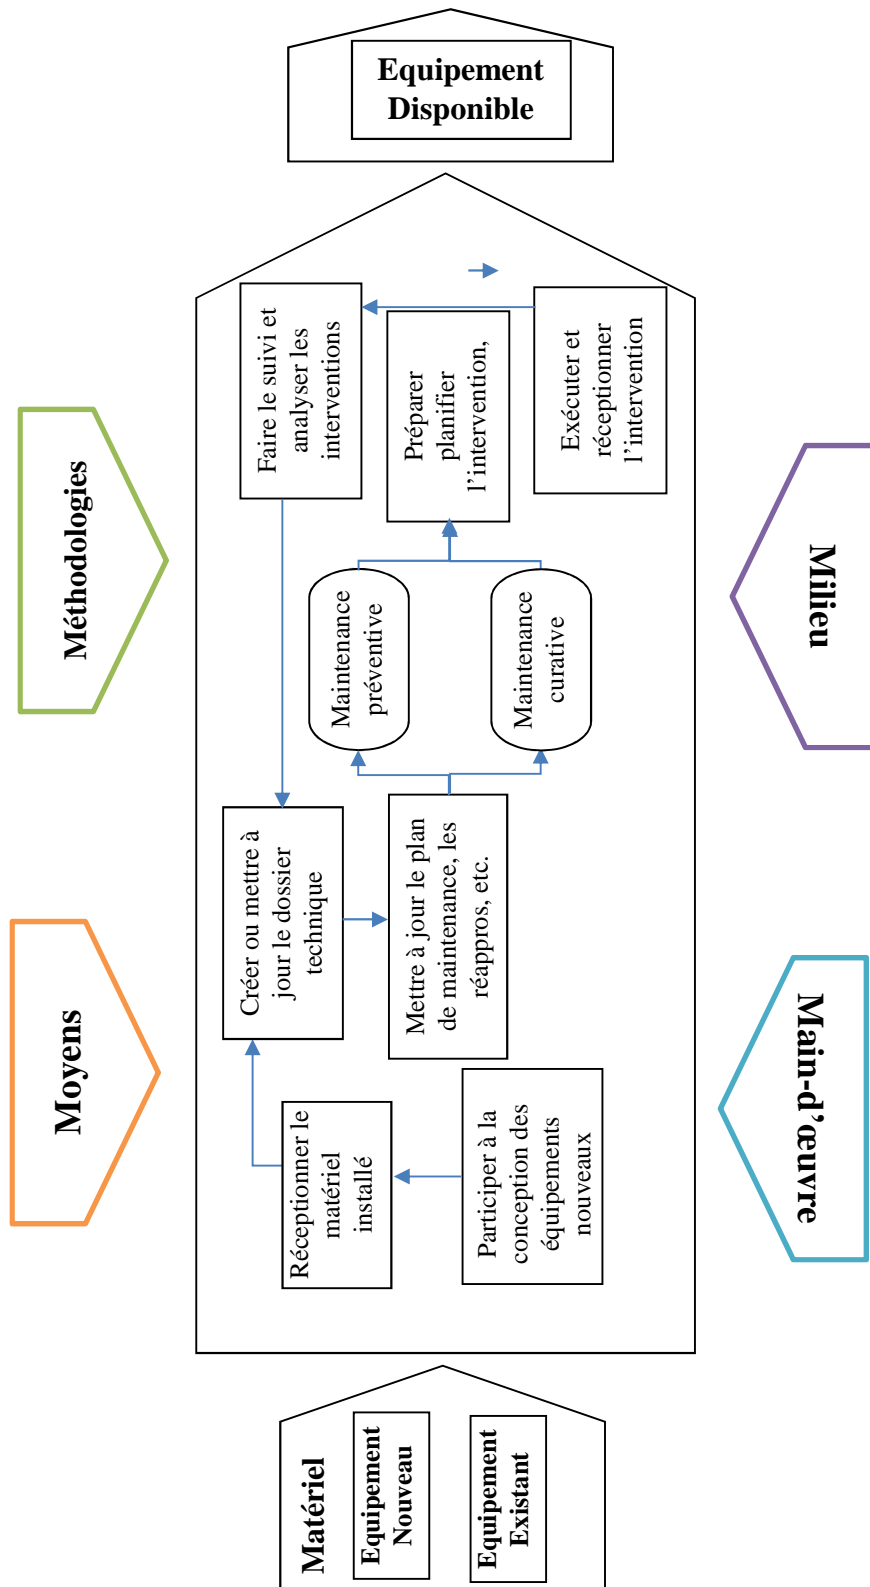 Equipement
Disponible
Méthodologies
Moyens
Faire le suivi et
analyser les
interventions
Préparer
planifier
l’intervention,
Exécuter et
réceptionner
l’intervention
Maintenance
préventive
Maintenance
curative
Créer ou mettre à
jour le dossier
technique
Mettre à jour le plan
de maintenance, les
réappros, etc.
Réceptionner le
matériel
installé
Participer à la
conception des
équipements
nouveaux
Milieu
Main-d’œuvre
Matériel
Equipement
Nouveau
Equipement
Existant